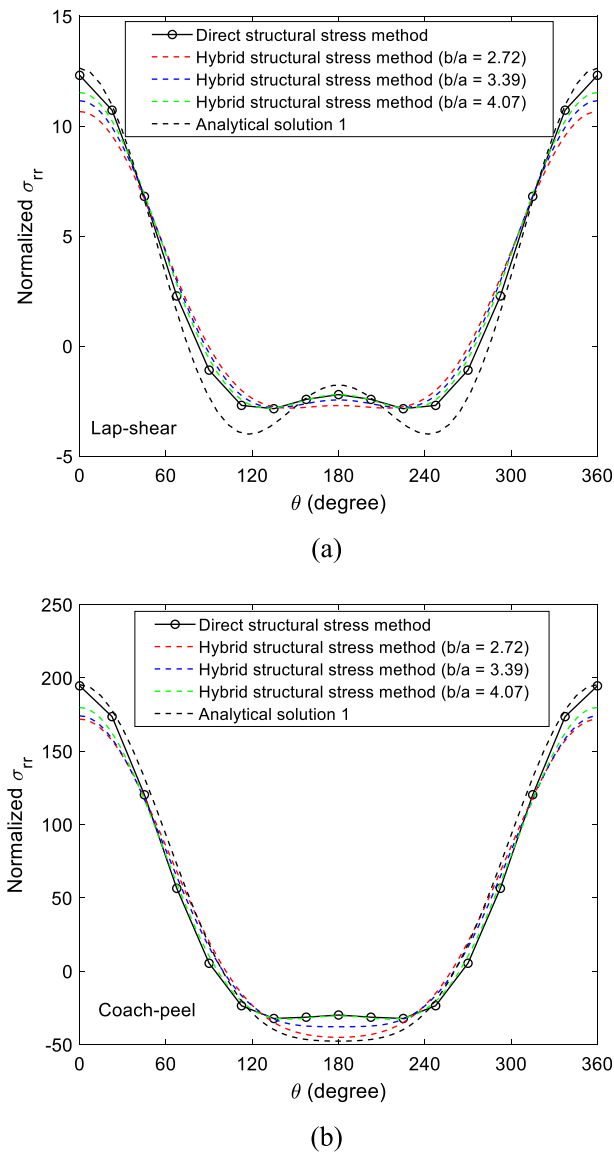 15
10
5
0
-5
Normalized σrr
Direct structural stress method
Hybrid structural stress method (b/a = 2.72)
Hybrid structural stress method (b/a = 3.39)
Hybrid structural stress method (b/a = 4.07)
Analytical solution 1
Lap-shear
0 60 120 180 240 300 360
θ (degree)
(a)
250
200
150
100
50
0
-50
Normalized σrr
Direct structural stress method
Hybrid structural stress method (b/a = 2.72)
Hybrid structural stress method (b/a = 3.39)
Hybrid structural stress method (b/a = 4.07)
Analytical solution 1
Coach-peel
0 60 120 180 240 300 360
θ (degree)
(b)